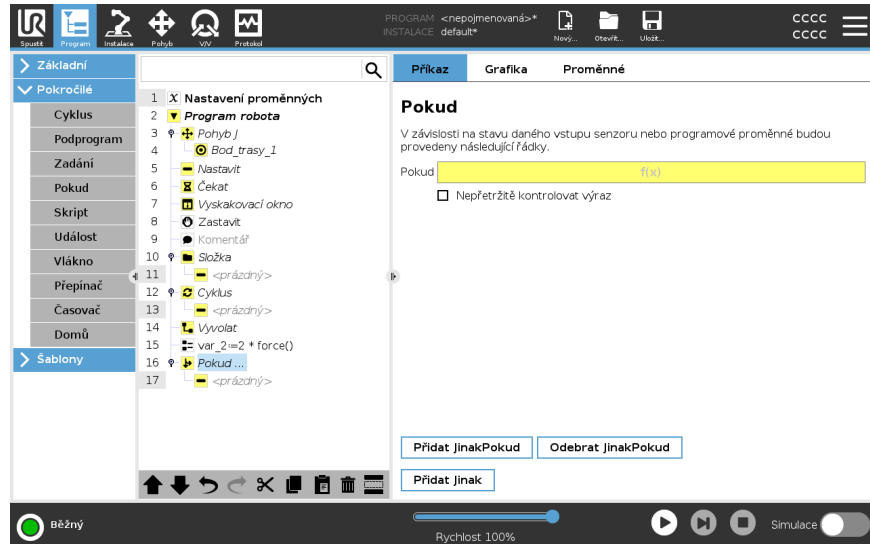 PROGRAM <nepojmenovaná>*
INSTALACE default*
cccc
cccc
UR
Spustit
Program
Instalace
Pohyb
V/V
Protokol
Nový...
Otevřít...
Uložit...
Základní
Pokročilé
Cyklus
Podprogram
Zadání
Pokud
Skript
Událost
Vlákno
Přepínač
Časovač
Domů
Šablony
1 X Nastavení proměnných
2 Program robota
3 Pohyb J
4 Bod_trasy_1
5 Nastavit
6 Čekat
7 Vyskakovací okno
8 Zastavit
9 Komentář
10 Složka
11 <prázdný>
12 Cyklus
13 <prázdný>
14 Vyvolat
15 var_2:=2 * force()
16 Pokud ...
17 <prázdný>
Příkaz
Grafika
Proměnné
Pokud
V závislosti na stavu daného vstupu senzoru nebo programové proměnné budou
provedeny následující řádky.
Pokud f(x)
Nepřetržitě kontrolovat výraz
Přidat JinakPokud
Odebrat JinakPokud
Přidat Jinak
Běžný
Rychlost 100%
Simulace